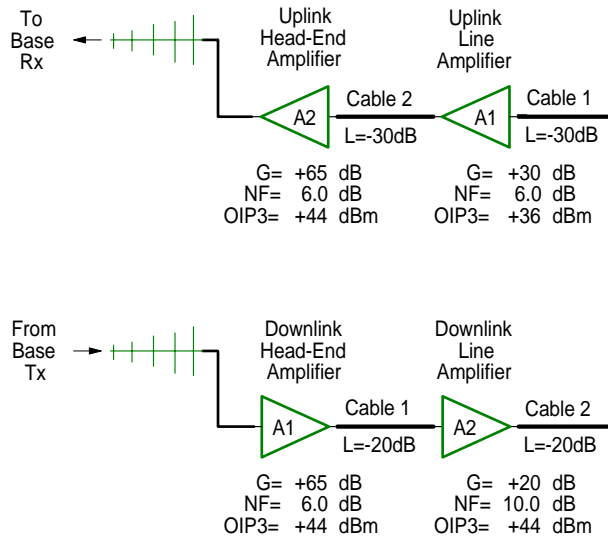 To
Base
Rx
Uplink
Head-End
Amplifier
Uplink
Line
Amplifier
A2
Cable 2
L=-30dB
A1
Cable 1
L=-30dB
G= +65 dB
NF= 6.0 dB
OIP3= +44 dBm
G= +30 dB
NF= 6.0 dB
OIP3= +36 dBm
From
Base
Tx
Downlink
Head-End
Amplifier
Downlink
Line
Amplifier
A1
Cable 1
L=-20dB
A2
Cable 2
L=-20dB
G= +65 dB
NF= 6.0 dB
OIP3= +44 dBm
G= +20 dB
NF= 10.0 dB
OIP3= +44 dBm